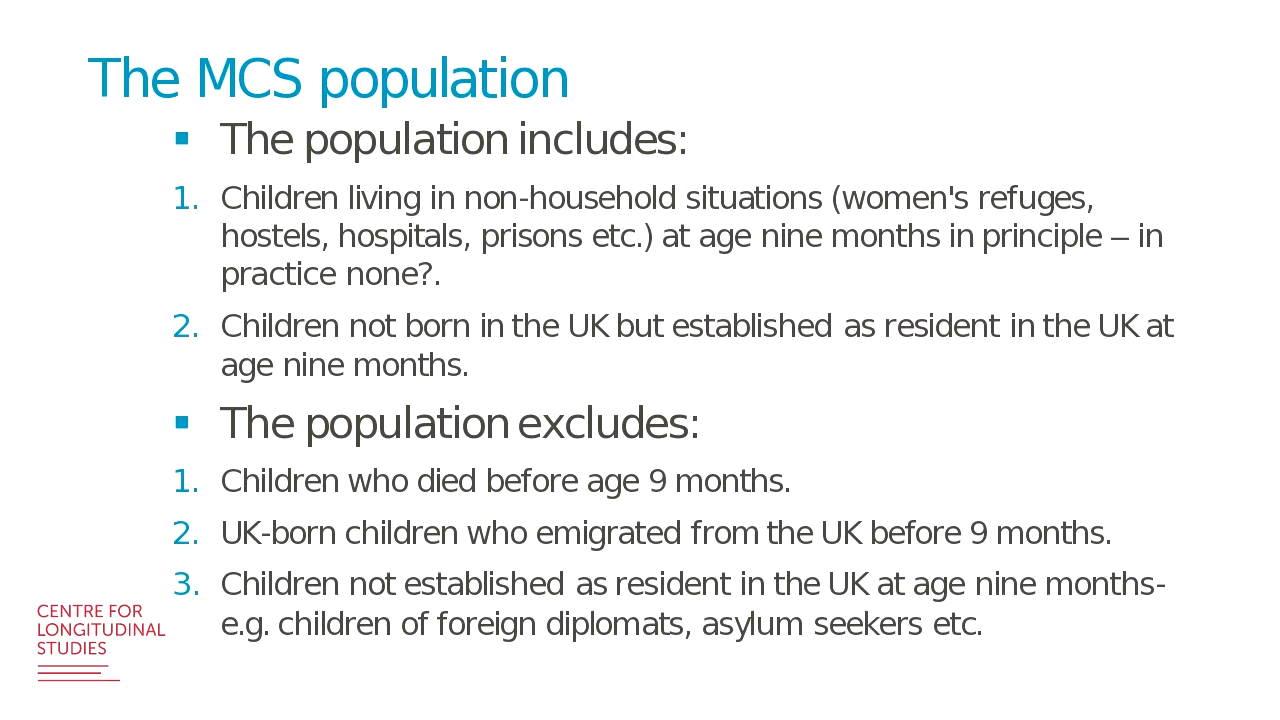 The MCS population
▪ The population includes:
1. Children living in non-household situations (women's refuges,
hostels, hospitals, prisons etc.) at age nine months in principle – in
practice none?.
2. Children not born in the UK but established as resident in the UK at
age nine months.
▪ The population excludes:
1. Children who died before age 9 months.
2. UK-born children who emigrated from the UK before 9 months.
3. Children not established as resident in the UK at age nine months-
e.g. children of foreign diplomats, asylum seekers etc.
CENTRE FOR
LONGITUDINAL
STUDIES